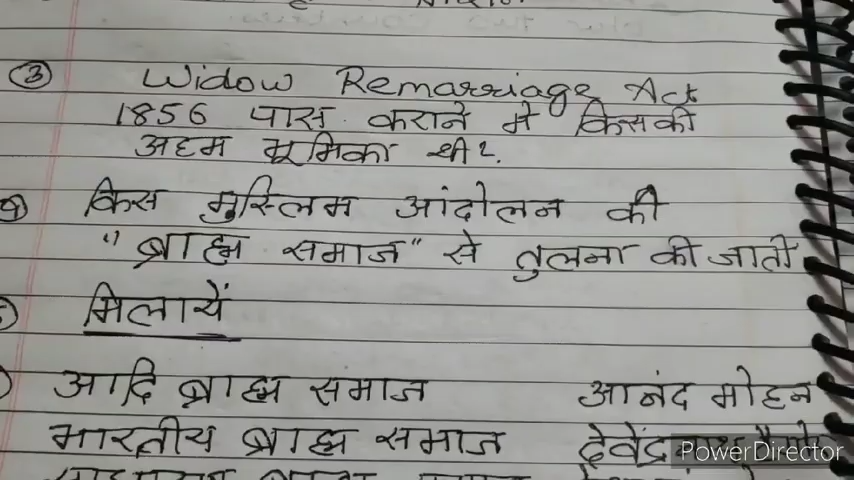 ③ Widow Remarriage Act
1856 पास कराने मे किसकी
अहम भूमिका थी?.
किस मुस्लिम आंदोलन की
"ब्राह्म समाज" से तुलना की जाती
मिलायें
आदि ब्राह्म समाज आनंद मोहन
भारतीय ब्राह्म समाज देवेंद्र
PowerDirector